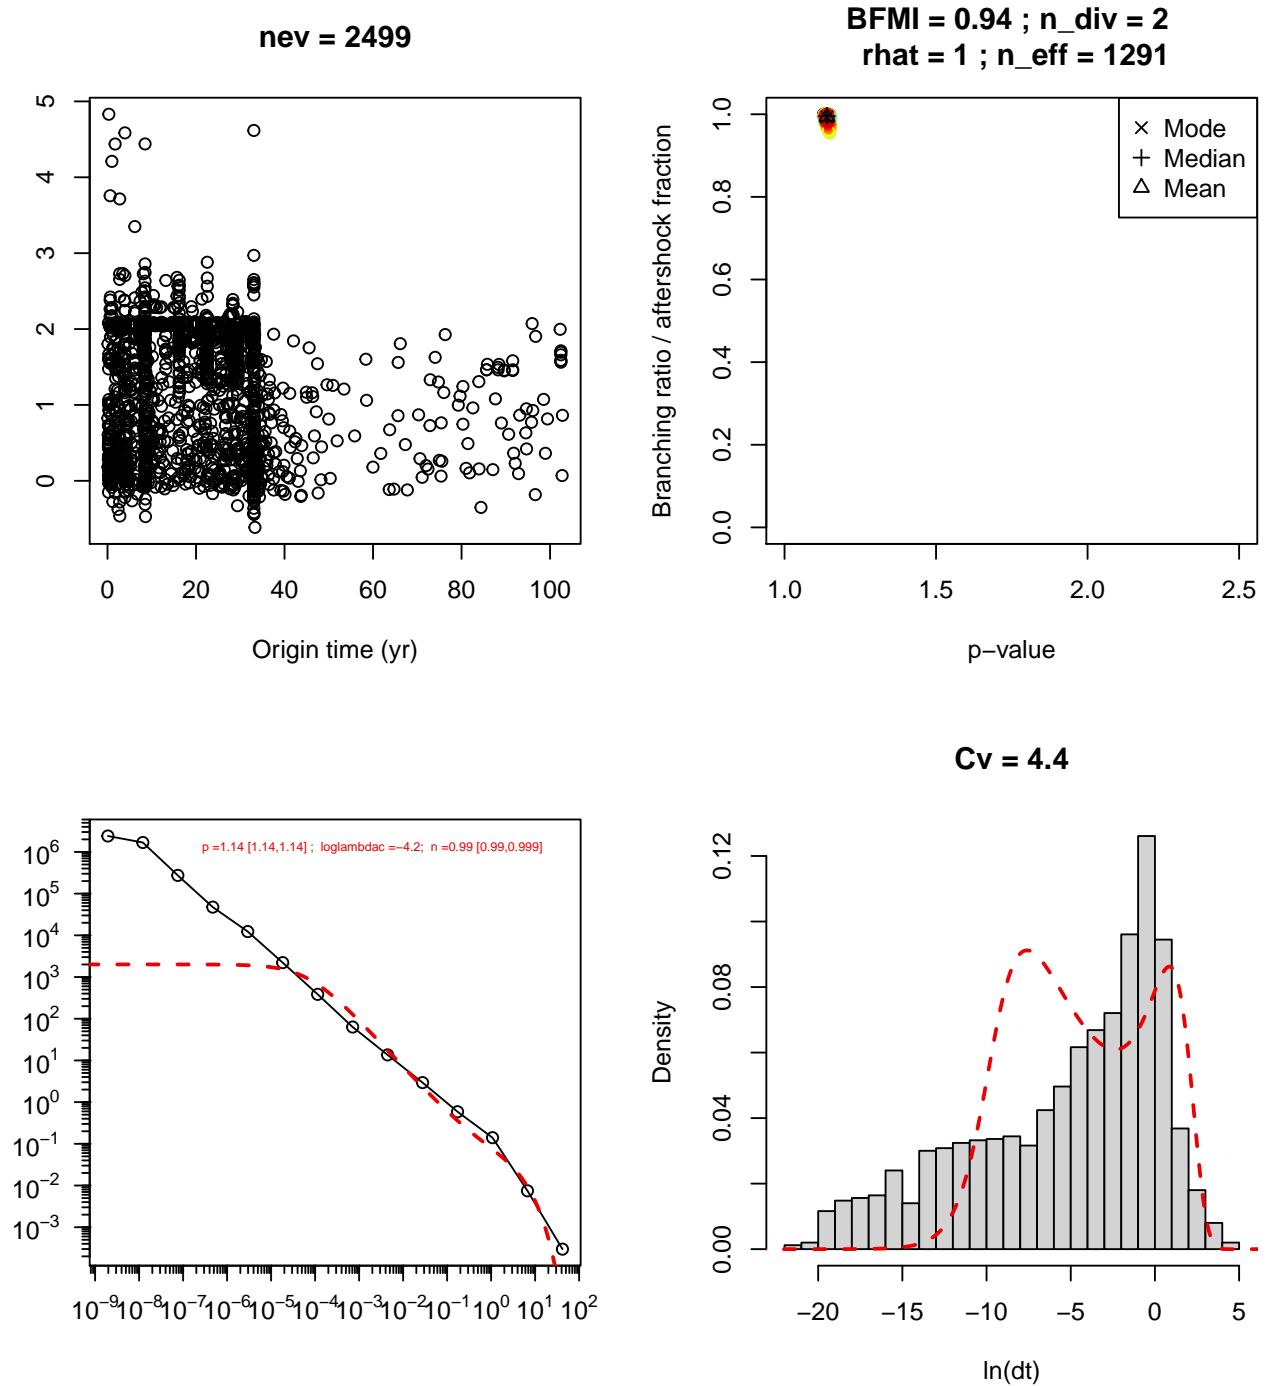 nev = 2499
5
4
3
2
1
0
0 20 40 60 80 100
Origin time (yr)
BFMI = 0.94 ; n_div = 2
rhat = 1 ; n_eff = 1291
Branching ratio / aftershock fraction
1.0
0.8
0.6
0.4
0.2
0.0
Mode
Median
Mean
1.0 1.5 2.0 2.5
p−value
p =1.14 [1.14,1.14] ; loglambdac =−4.2; n =0.99 [0.99,0.999]
10^6
10^5
10^4
10^3
10^2
10^1
10^0
10^−1
10^−2
10^−3
10^−9 10^−8 10^−7 10^−6 10^−5 10^−4 10^−3 10^−2 10^−1 10^0 10^1 10^2
Cv = 4.4
Density
0.12
0.08
0.04
0.00
−20 −15 −10 −5 0 5
ln(dt)